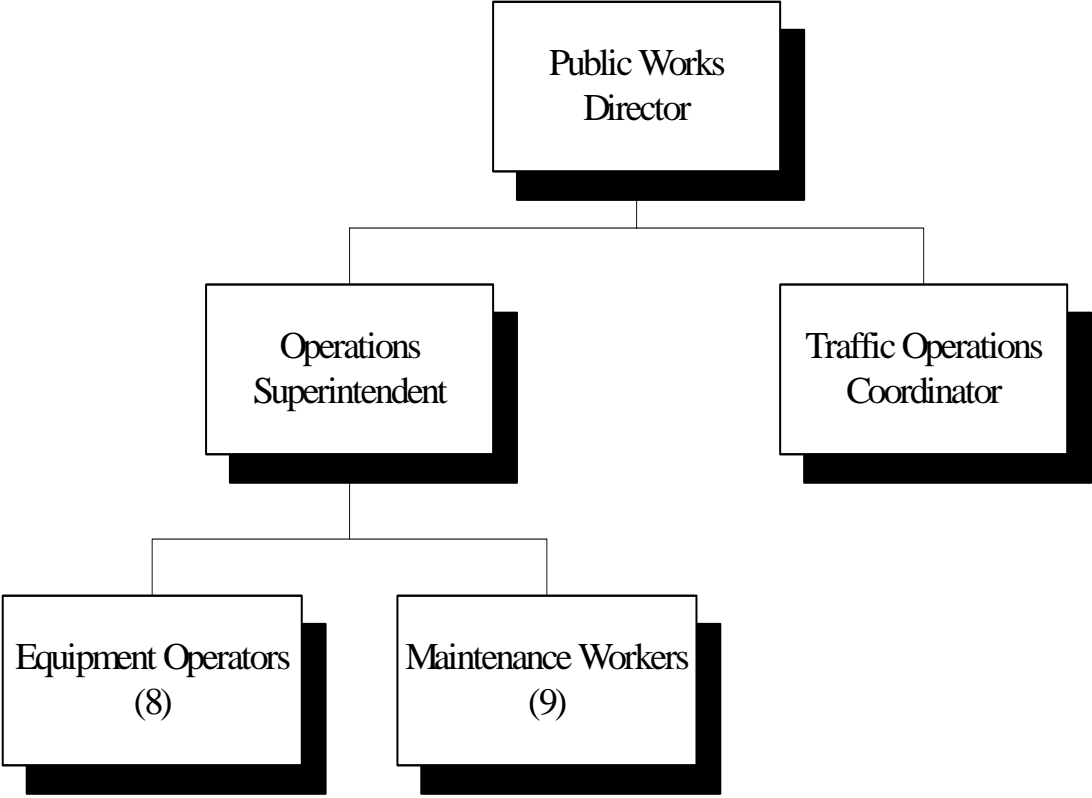 Public Works
Director
Operations
Superintendent
Traffic Operations
Coordinator
Equipment Operators
(8)
Maintenance Workers
(9)